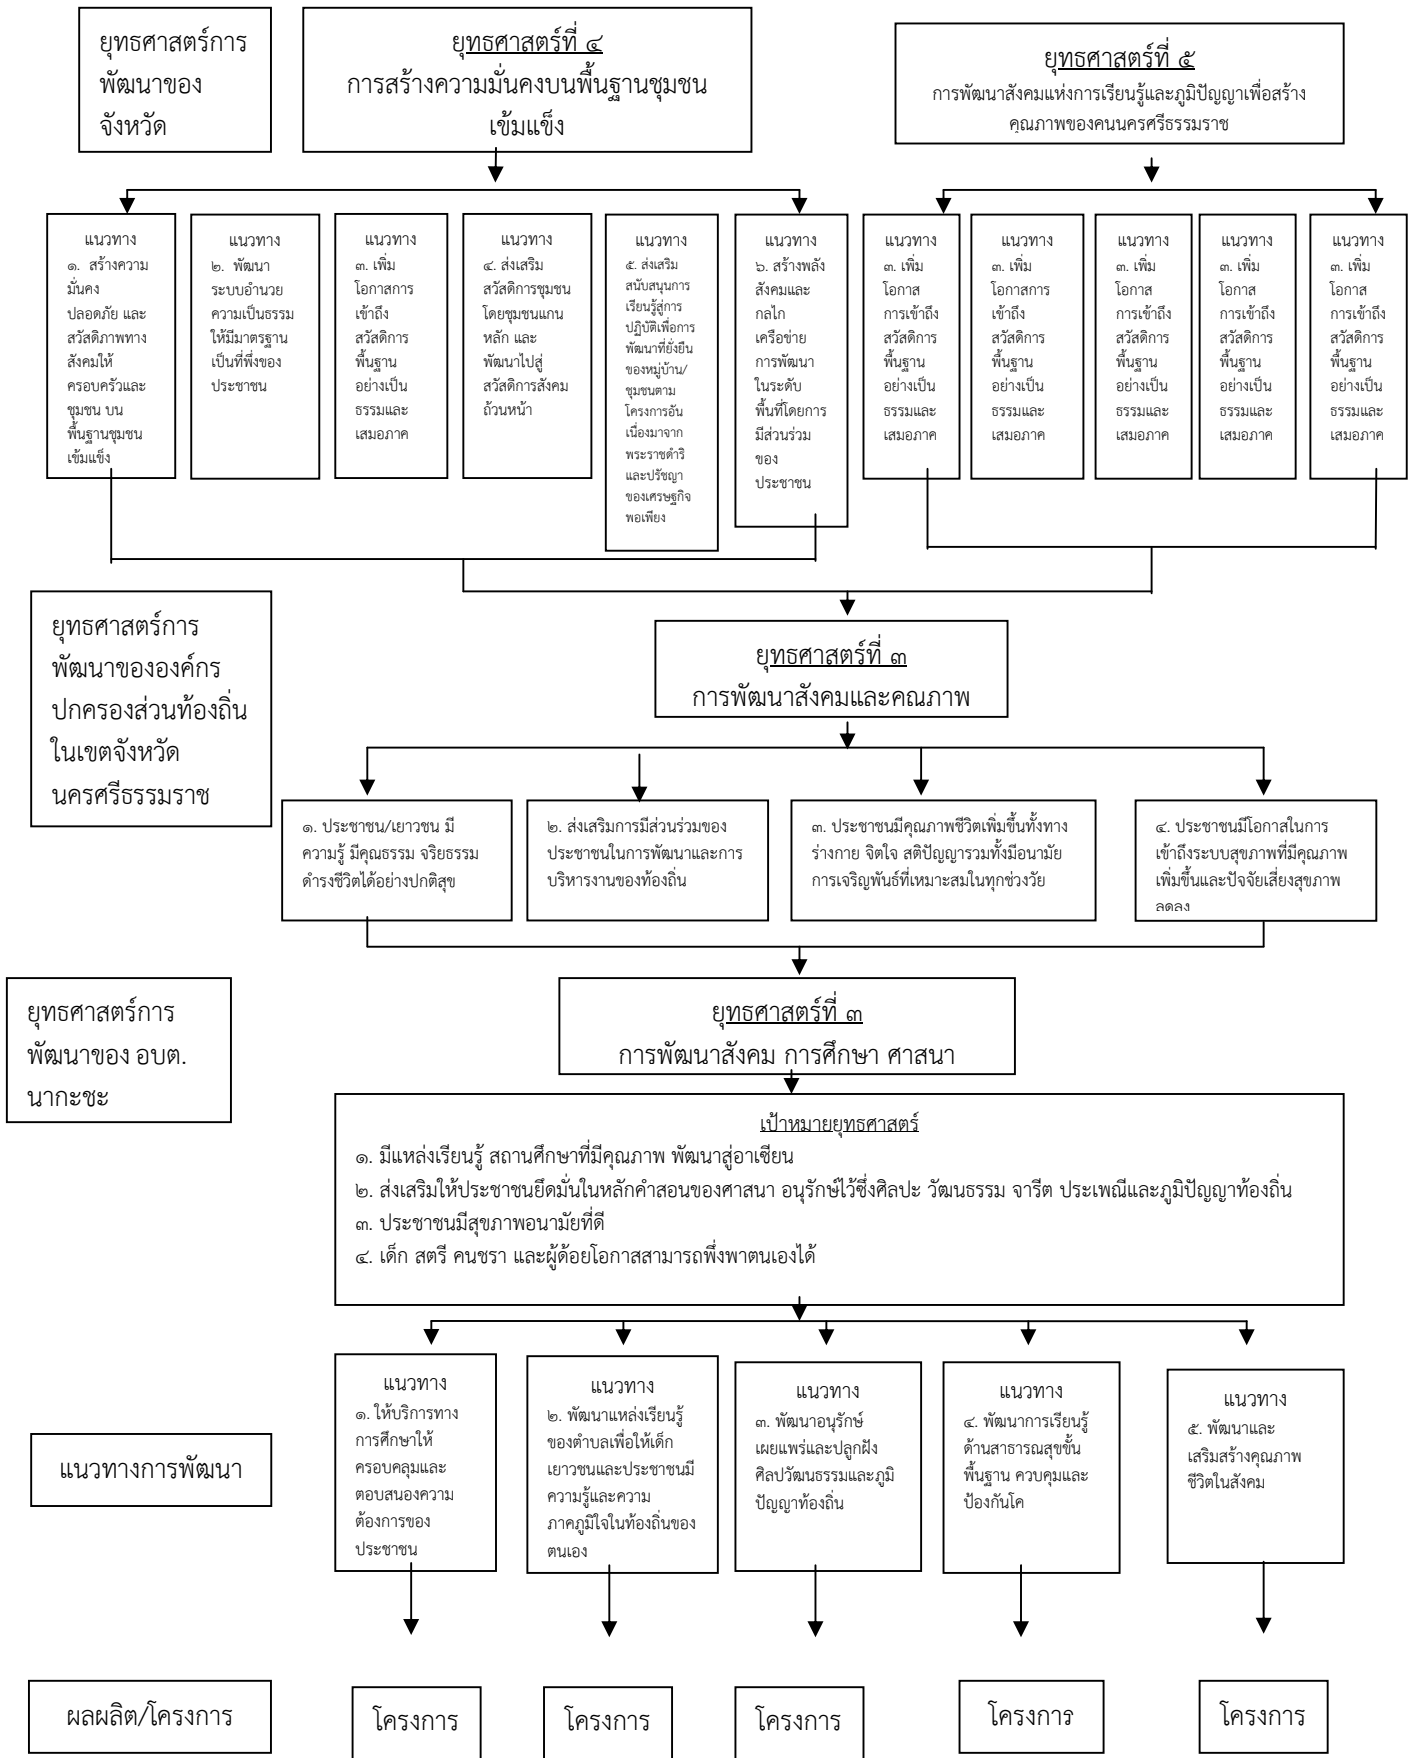 ยุทธศาสตร์การ
พัฒนาของ
จังหวัด
ยุทธศาสตร์ที่ ๔
การสร้างความมั่นคงบนพื้นฐานชุมชน
เข้มแข็ง
ยุทธศาสตร์ที่ ๕
การพัฒนาสังคมแห่งการเรียนรู้และภูมิปัญญาเพื่อสร้าง
คุณภาพของคนนครศรีธรรมราช
แนวทาง
๑. สร้างความ
มั่นคง
ปลอดภัย และ
สวัสดิภาพทาง
สังคมให้
ครอบครัวและ
ชุมชน บน
พื้นฐานชุมชน
เข้มแข็ง
แนวทาง
๒. พัฒนา
ระบบอำนวย
ความเป็นธรรม
ให้มีมาตรฐาน
เป็นที่พึ่งของ
ประชาชน
แนวทาง
๓. เพิ่ม
โอกาสการ
เข้าถึง
สวัสดิการ
พื้นฐาน
อย่างเป็น
ธรรมและ
เสมอภาค
แนวทาง
๔. ส่งเสริม
สวัสดิการชุมชน
โดยชุมชนแกน
หลัก และ
พัฒนาไปสู่
สวัสดิการสังคม
ถ้วนหน้า
แนวทาง
๕. ส่งเสริม
สนับสนุนการ
เรียนรู้สู่การ
ปฏิบัติเพื่อการ
พัฒนาที่ยั่งยืน
ของหมู่บ้าน/
ชุมชนตาม
โครงการอัน
เนื่องมาจาก
พระราชดำริ
และปรัชญา
ของเศรษฐกิจ
พอเพียง
แนวทาง
๖. สร้างพลัง
สังคมและ
กลไก
เครือข่าย
การพัฒนา
ในระดับ
พื้นที่โดยการ
มีส่วนร่วม
ของ
ประชาชน
แนวทาง
๓. เพิ่ม
โอกาส
การเข้าถึง
สวัสดิการ
พื้นฐาน
อย่างเป็น
ธรรมและ
เสมอภาค
แนวทาง
๓. เพิ่ม
โอกาสการ
เข้าถึง
สวัสดิการ
พื้นฐาน
อย่างเป็น
ธรรมและ
เสมอภาค
แนวทาง
๓. เพิ่ม
โอกาส
การเข้าถึง
สวัสดิการ
พื้นฐาน
อย่างเป็น
ธรรมและ
เสมอภาค
แนวทาง
๓. เพิ่ม
โอกาส
การเข้าถึง
สวัสดิการ
พื้นฐาน
อย่างเป็น
ธรรมและ
เสมอภาค
แนวทาง
๓. เพิ่ม
โอกาส
การเข้าถึง
สวัสดิการ
พื้นฐาน
อย่างเป็น
ธรรมและ
เสมอภาค
ยุทธศาสตร์การ
พัฒนาขององค์กร
ปกครองส่วนท้องถิ่น
ในเขตจังหวัด
นครศรีธรรมราช
ยุทธศาสตร์ที่ ๓
การพัฒนาสังคมและคุณภาพ
๑. ประชาชน/เยาวชน มี
ความรู้ มีคุณธรรม จริยธรรม
ดำรงชีวิตได้อย่างปกติสุข
๒. ส่งเสริมการมีส่วนร่วมของ
ประชาชนในการพัฒนาและการ
บริหารงานของท้องถิ่น
๓. ประชาชนมีคุณภาพชีวิตเพิ่มขึ้นทั้งทาง
ร่างกาย จิตใจ สติปัญญารวมทั้งมีอนามัย
การเจริญพันธ์ที่เหมาะสมในทุกช่วงวัย
๔. ประชาชนมีโอกาสในการ
เข้าถึงระบบสุขภาพที่มีคุณภาพ
เพิ่มขึ้นและปัจจัยเสี่ยงสุขภาพ
ลดลง
ยุทธศาสตร์การ
พัฒนาของ อบต.
นากะชะ
ยุทธศาสตร์ที่ ๓
การพัฒนาสังคม การศึกษา ศาสนา
เป้าหมายยุทธศาสตร์
๑. มีแหล่งเรียนรู้ สถานศึกษาที่มีคุณภาพ พัฒนาสู่อาเซียน
๒. ส่งเสริมให้ประชาชนยึดมั่นในหลักคำสอนของศาสนา อนุรักษ์ไว้ซึ่งศิลปะ วัฒนธรรม จารีต ประเพณีและภูมิปัญญาท้องถิ่น
๓. ประชาชนมีสุขภาพอนามัยที่ดี
๔. เด็ก สตรี คนชรา และผู้ด้อยโอกาสสามารถพึ่งพาตนเองได้
แนวทางการพัฒนา
แนวทาง
๑. ให้บริการทาง
การศึกษาให้
ครอบคลุมและ
ตอบสนองความ
ต้องการของ
ประชาชน
แนวทาง
๒. พัฒนาแหล่งเรียนรู้
ของตำบลเพื่อให้เด็ก
เยาวชนและประชาชนมี
ความรู้และความ
ภาคภูมิใจในท้องถิ่นของ
ตนเอง
แนวทาง
๓. พัฒนาอนุรักษ์
เผยแพร่และปลูกฝัง
ศิลปวัฒนธรรมและภูมิ
ปัญญาท้องถิ่น
แนวทาง
๔. พัฒนาการเรียนรู้
ด้านสาธารณสุขขั้น
พื้นฐาน ควบคุมและ
ป้องกันโค
แนวทาง
๕. พัฒนาและ
เสริมสร้างคุณภาพ
ชีวิตในสังคม
ผลผลิต/โครงการ
โครงการ
โครงการ
โครงการ
โครงการ
โครงการ